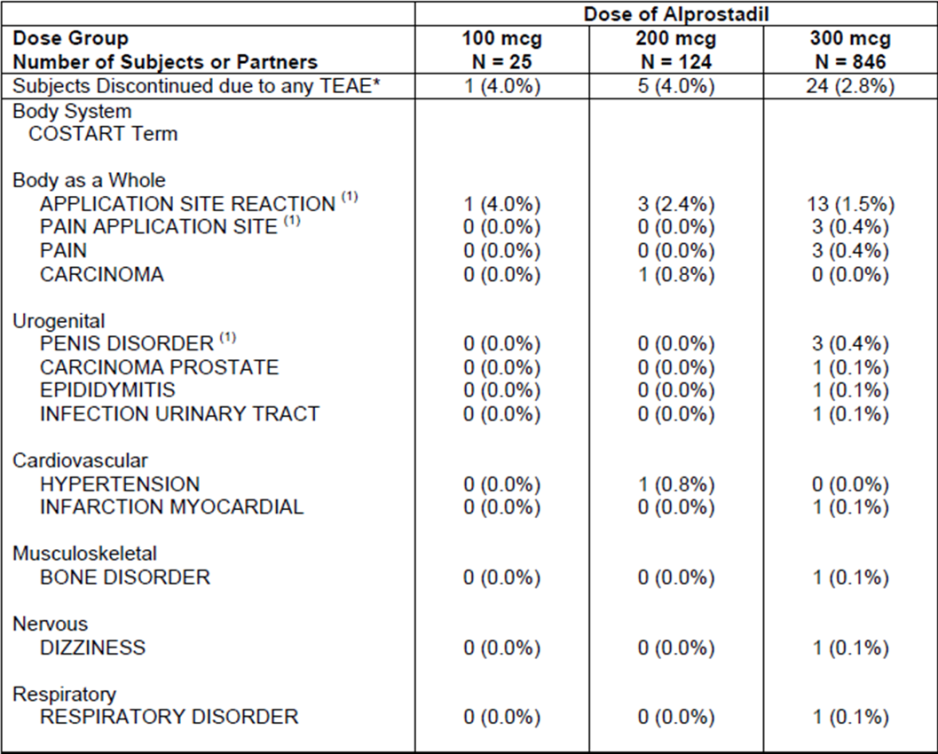 Dose of Alprostadil
Dose Group 100 mcg 200 mcg 300 mcg
Number of Subjects or Partners N = 25 N = 124 N = 846
Subjects Discontinued due to any TEAE* 1 (4.0%) 5 (4.0%) 24 (2.8%)
Body System
COSTART Term
Body as a Whole
APPLICATION SITE REACTION (1) 1 (4.0%) 3 (2.4%) 13 (1.5%)
PAIN APPLICATION SITE (1) 0 (0.0%) 0 (0.0%) 3 (0.4%)
PAIN 0 (0.0%) 0 (0.0%) 3 (0.4%)
CARCINOMA 0 (0.0%) 1 (0.8%) 0 (0.0%)
Urogenital
PENIS DISORDER (1) 0 (0.0%) 0 (0.0%) 3 (0.4%)
CARCINOMA PROSTATE 0 (0.0%) 0 (0.0%) 1 (0.1%)
EPIDIDYMITIS 0 (0.0%) 0 (0.0%) 1 (0.1%)
INFECTION URINARY TRACT 0 (0.0%) 0 (0.0%) 1 (0.1%)
Cardiovascular
HYPERTENSION 0 (0.0%) 1 (0.8%) 0 (0.0%)
INFARCTION MYOCARDIAL 0 (0.0%) 0 (0.0%) 1 (0.1%)
Musculoskeletal
BONE DISORDER 0 (0.0%) 0 (0.0%) 1 (0.1%)
Nervous
DIZZINESS 0 (0.0%) 0 (0.0%) 1 (0.1%)
Respiratory
RESPIRATORY DISORDER 0 (0.0%) 0 (0.0%) 1 (0.1%)